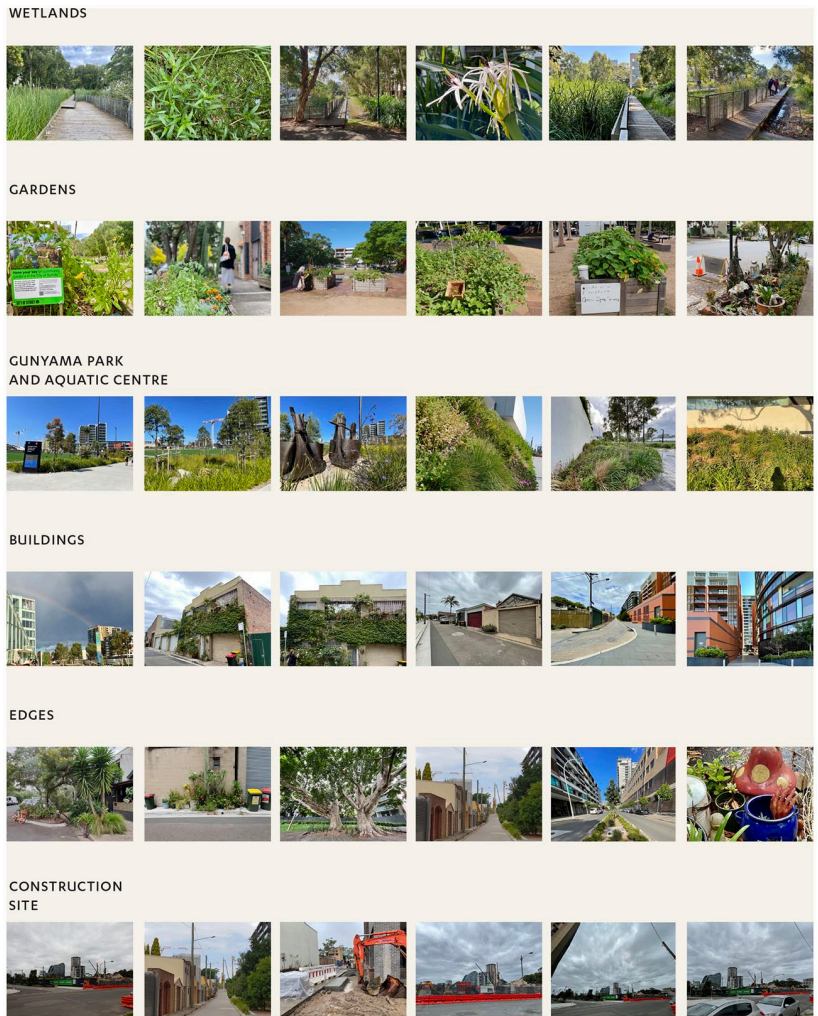 WETLANDS
GARDENS
GUNYAMA PARK
AND AQUATIC CENTRE
BUILDINGS
EDGES
CONSTRUCTION
SITE